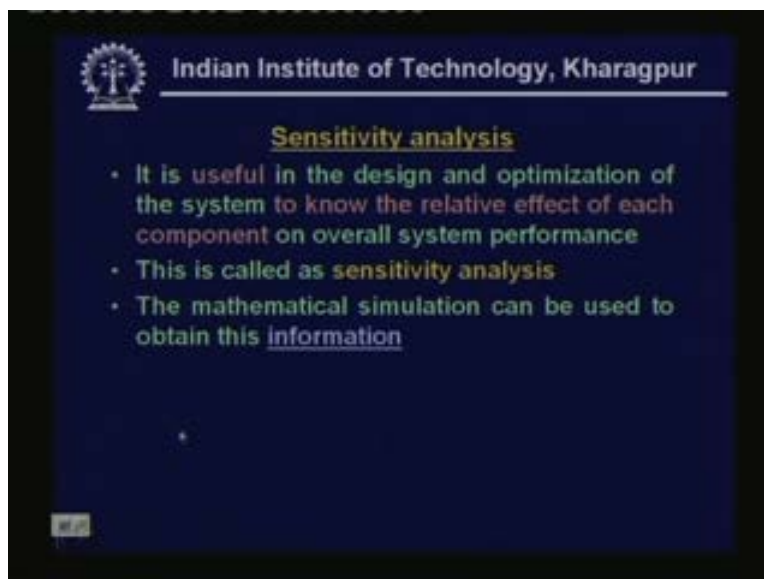 Indian Institute of Technology, Kharagpur
Sensitivity analysis
• It is useful in the design and optimization of
the system to know the relative effect of each
component on overall system performance
• This is called as sensitivity analysis
• The mathematical simulation can be used to
obtain this information